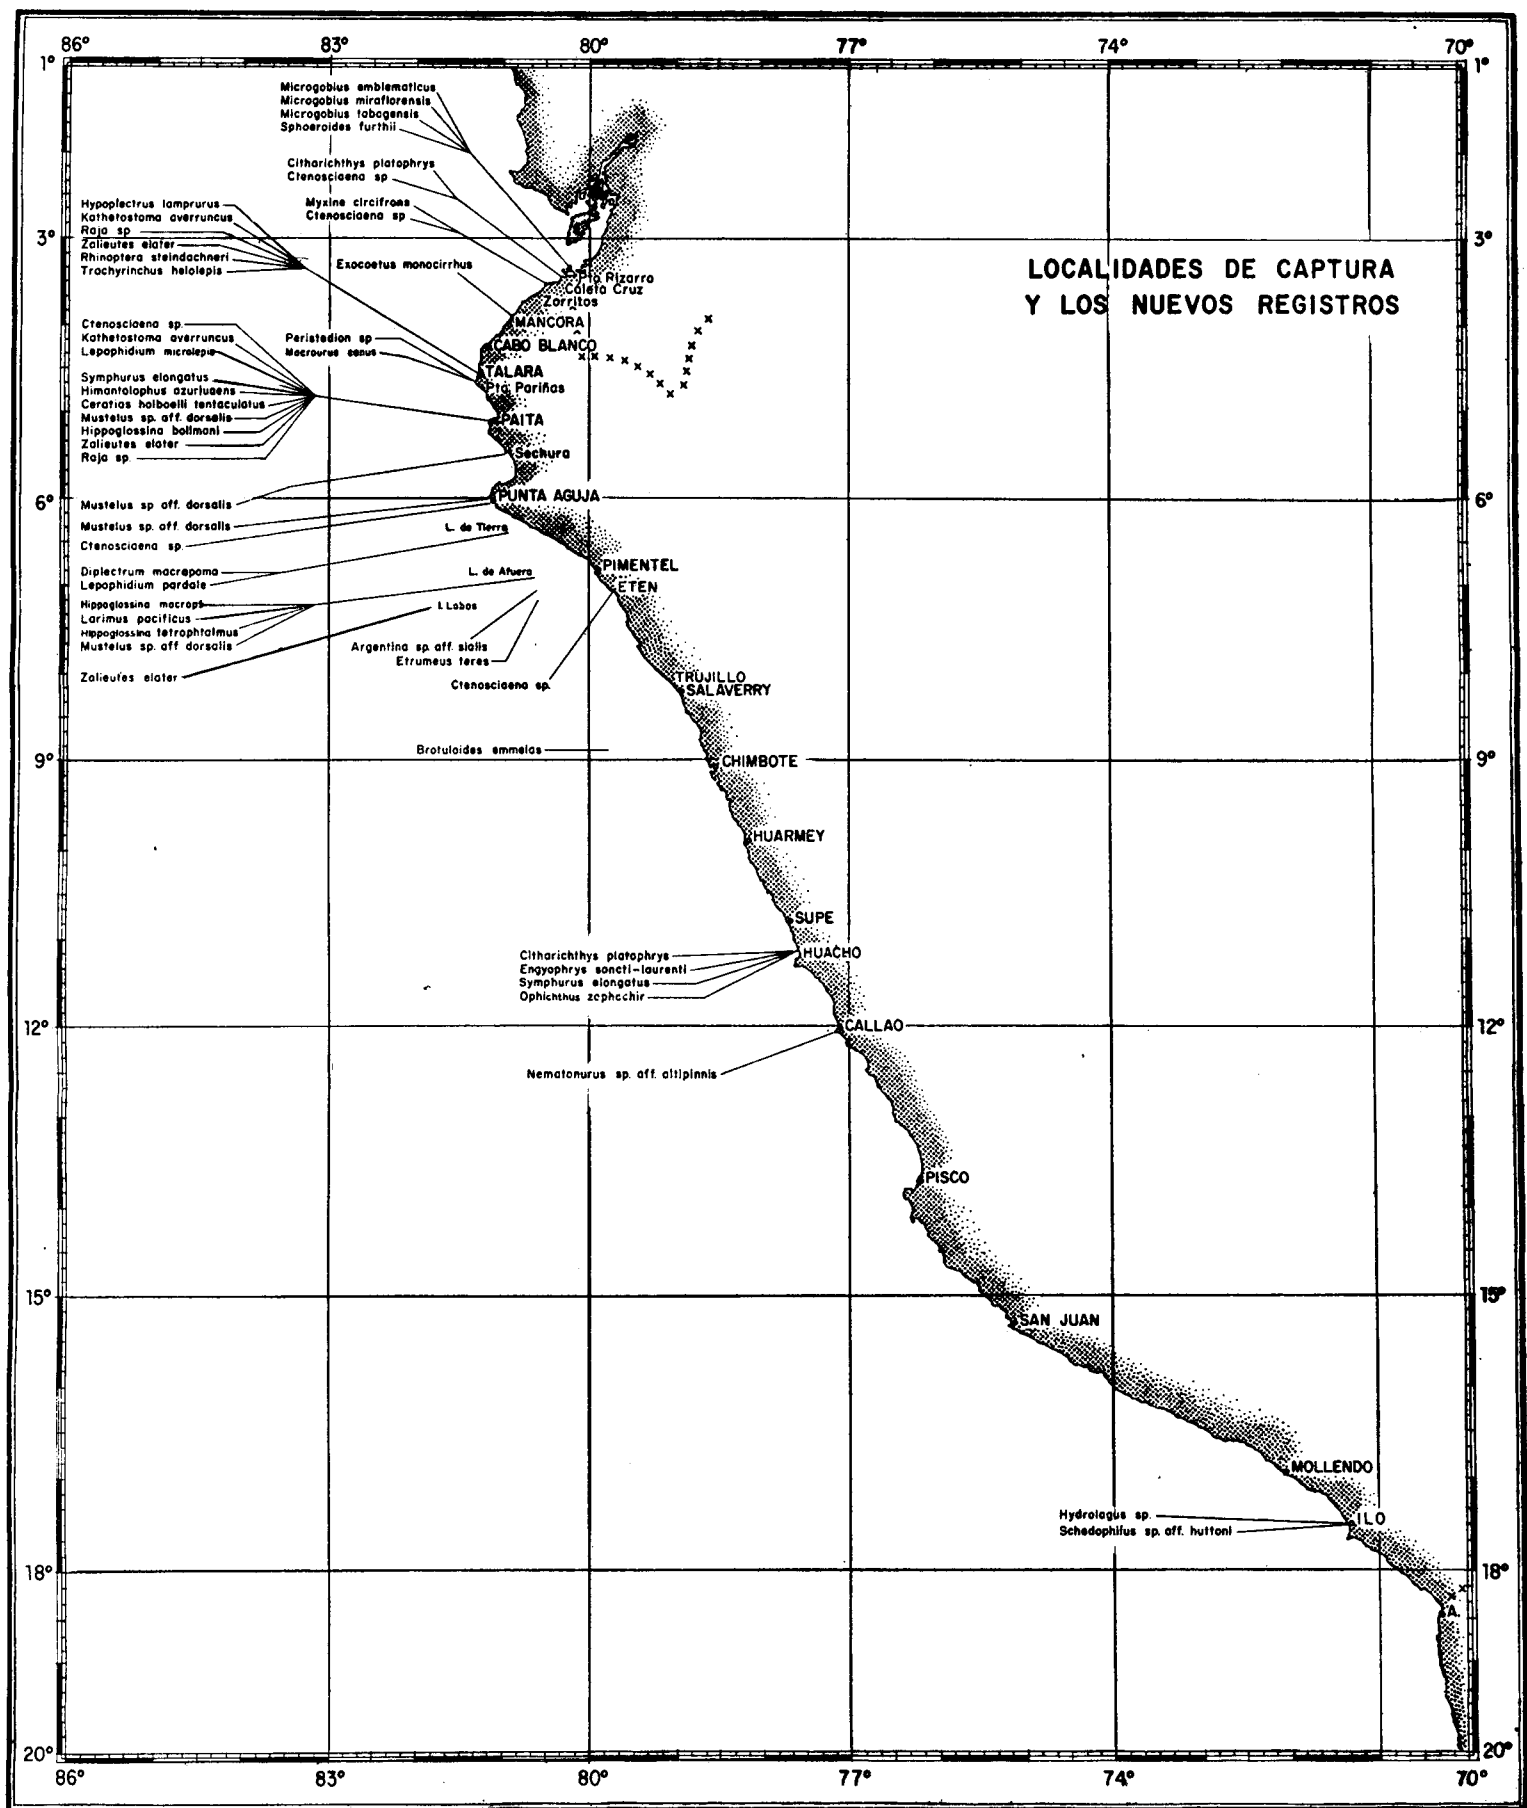 86° 83° 80° 77° 74° 70°
1° 1°
Microgobius emblematicus
Microgobius miraflorensis
Microgobius tabogensis
Sphoeroides furthii
Citharichthys platophrys
Ctenosciaena sp
Myxine circifrons
Ctenosciaena sp
Hypoplectrus lamprurus
Kathetostoma averruncus
Raja sp
Zalieutes elater
Rhinoptera steindachneri
Trachyrinchus helolepis
3° 3°
Exocoetus monocirrhus
Pto Rizarro
Caleta Cruz
Zorritos
LOCALIDADES DE CAPTURA
Y LOS NUEVOS REGISTROS
MANCORA
Ctenosciaena sp.
Kathetostoma averruncus
Lepophidium microlepis
Peristedion sp
Macrourus
CABO BLANCO
TALARA
Pta. Pariñas
Symphurus elongatus
Himantolophus azurluaens
Ceratias holboelli tentaculatus
Mustelus sp. aff. dorsalis
Hippoglossina bollmani
Zalieutes elater
Raja sp.
PAITA
Sechura
6° PUNTA AGUJA 6°
Mustelus sp aff. dorsalis
Mustelus sp. aff. dorsalis
Ctenosciaena sp.
L. de Tierra
Diplectrum macropoma
Lepophidium pardale
PIMENTEL
L. de Afuera
ETEN
Hippoglossina macrops
Larimus pacificus
Hippoglossina tetrophtalmus
Mustelus sp. aff dorsalis
I. Lobos
Argentina sp. aff. sialis
Etrumeus teres
Zalieutes elater
Ctenosciaena sp.
TRUJILLO
SALAVERRY
Brotuloides emmelas
9° CHIMBOTE 9°
HUARMEY
SUPE
HUACHO
Citharichthys platophrys
Engyophrys sancti-laurenti
Symphurus elongatus
Ophichthus zophochir
12° CALLAO 12°
Nematonurus sp. aff. altipinnis
PISCO
15° 15°
SAN JUAN
MOLLENDO
Hydrolagus sp.
Schedophilus sp. aff. huttoni
ILO
18° 18°
A.
20° 20°
86° 83° 80° 77° 74° 70°